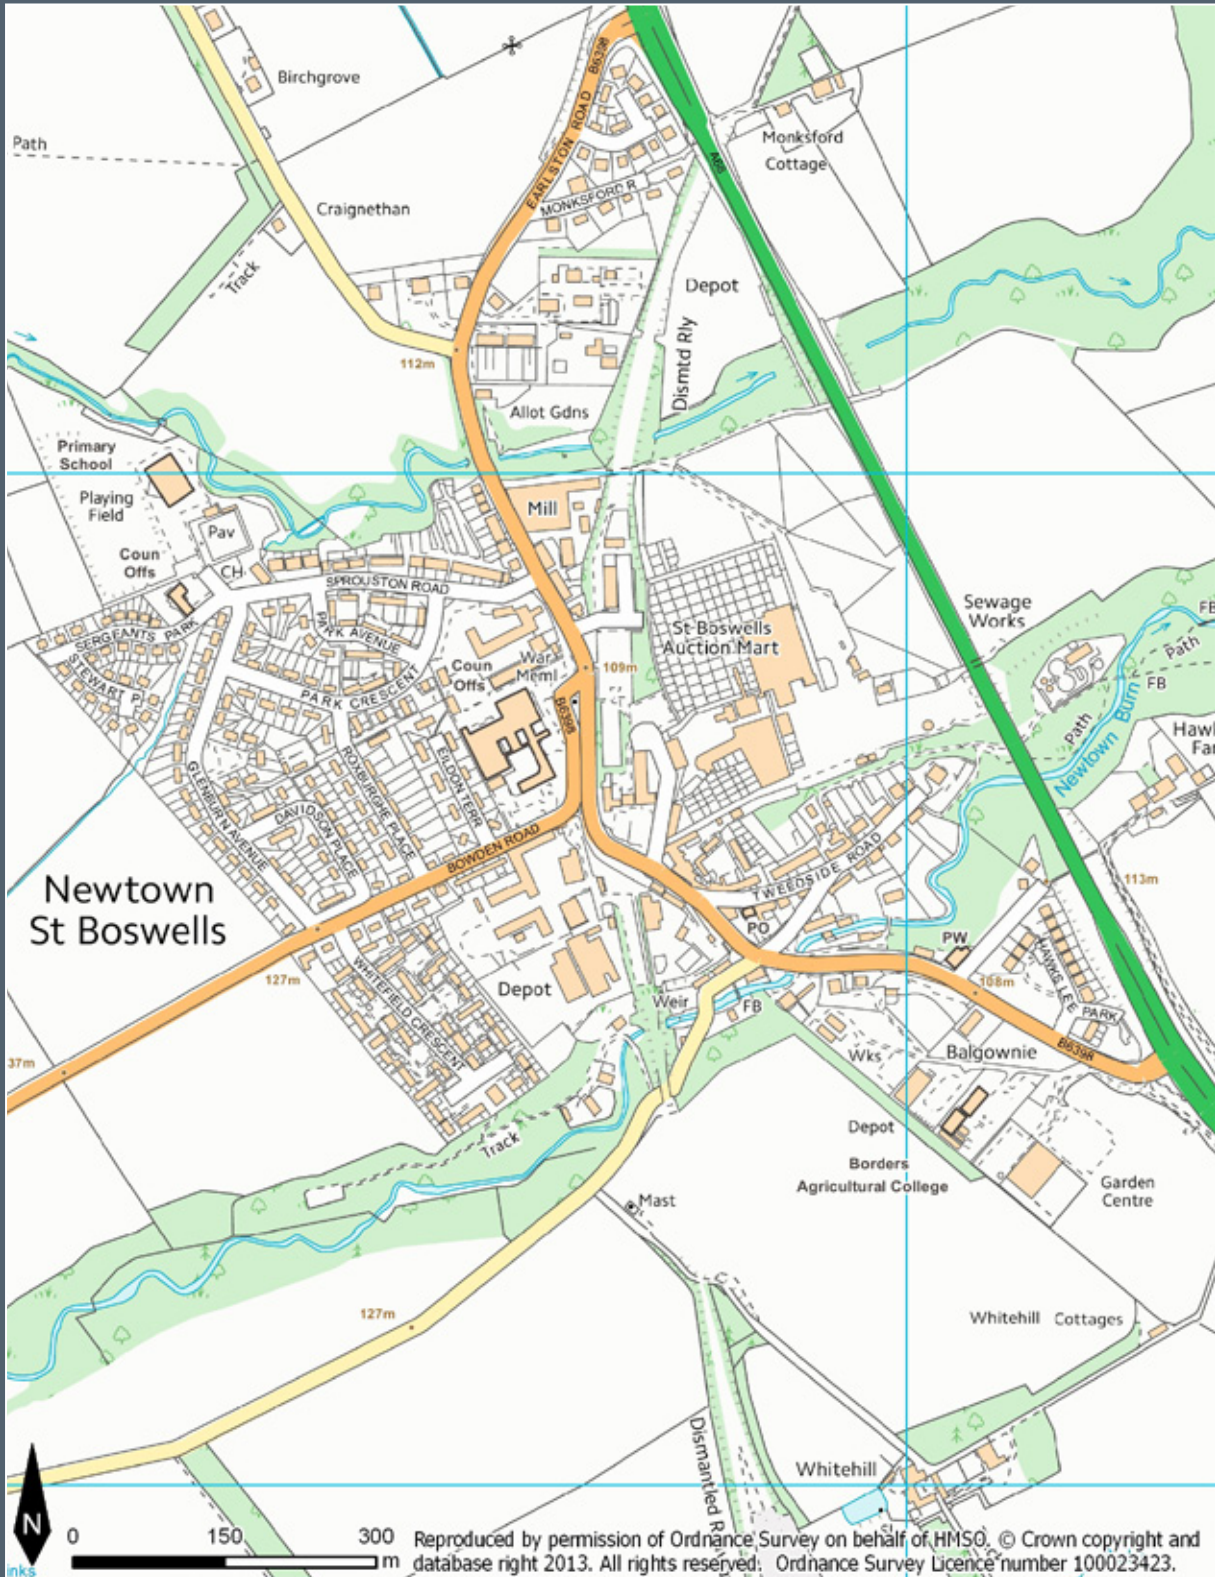 Birchgrove
EARLSTON ROAD B6398
A68
Path
Monksford
Cottage
MONKSFORD R
Craignethan
Track
Depot
Dismtd Rly
112m
Allot Gdns
Primary
School
Playing
Field
Mill
Pav
Coun
Offs
CH
SPROUSTON ROAD
Sewage
Works
FB
SERGEANTS PARK
PARK AVENUE
St Boswells
Auction Mart
Path
STEWART P
Coun
Offs
War
Meml
109m
FB
PARK CRESCENT
B6398
Path
Newtown Burn
Hawk
Far
ROXBURGHE PLACE
EILDON TERR
GLENBURN AVENUE
DAVIDSON PLACE
BOWDEN ROAD
TWEEDSIDE ROAD
113m
Newtown
St Boswells
PO
PW
HAWKSLEE PARK
127m
WHITEFIELD CRESCENT
Depot
Weir
FB
108m
37m
Wks
Balgownie
B6398
Depot
Track
Borders
Agricultural College
Garden
Centre
Mast
127m
Whitehill Cottages
Dismantled R
Whitehill
N
0 150 300
m
inks
Reproduced by permission of Ordnance Survey on behalf of HMSO. © Crown copyright and
database right 2013. All rights reserved. Ordnance Survey Licence number 100023423.